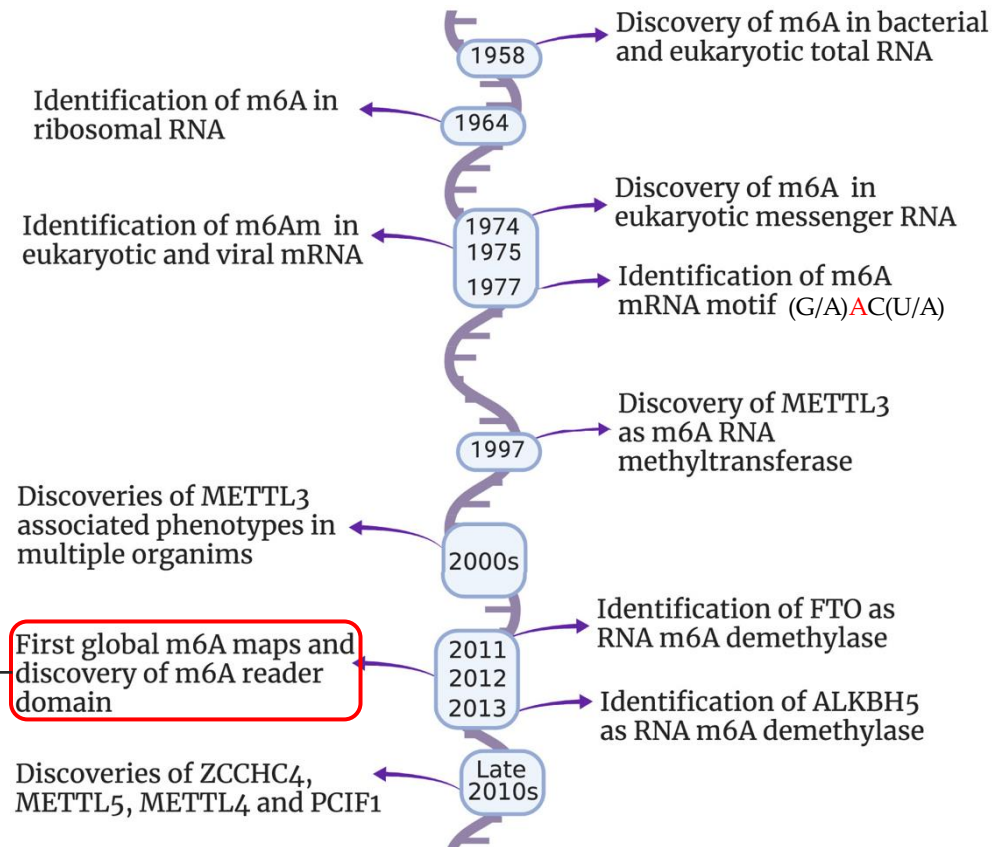 1958
Discovery of m6A in bacterial
and eukaryotic total RNA
Identification of m6A in
ribosomal RNA
1964
Discovery of m6A in
eukaryotic messenger RNA
Identification of m6Am in
eukaryotic and viral mRNA
1974
1975
1977
Identification of m6A
mRNA motif (G/A)AC(U/A)
Discovery of METTL3
as m6A RNA
methyltransferase
1997
Discoveries of METTL3
associated phenotypes in
multiple organims
2000s
Identification of FTO as
RNA m6A demethylase
First global m6A maps and
discovery of m6A reader
domain
2011
2012
2013
Identification of ALKBH5
as RNA m6A demethylase
Discoveries of ZCCHC4,
METTL5, METTL4 and PCIF1
Late
2010s